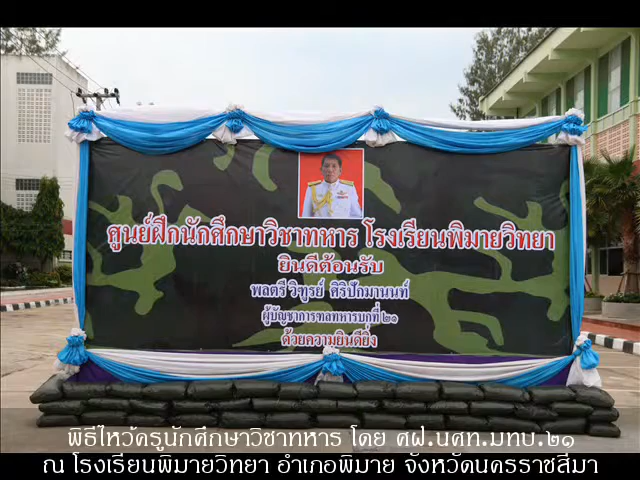 ศูนย์ฝึกนักศึกษาวิชาทหาร โรงเรียนพิมายวิทยา
ยินดีต้อนรับ
พลตรี วิฑูรย์ ศิริปักมานนท์
ผู้บัญชาการฑลทหารบกที่ ๒๑
ด้วยความยินดียิ่ง
พิธีไหว้ครูนักศึกษาวิชาทหาร โดย ศฝ.นศท.มทบ.๒๑
ณ โรงเรียนพิมายวิทยา อำเภอพิมาย จังหวัดนครราชสีมา